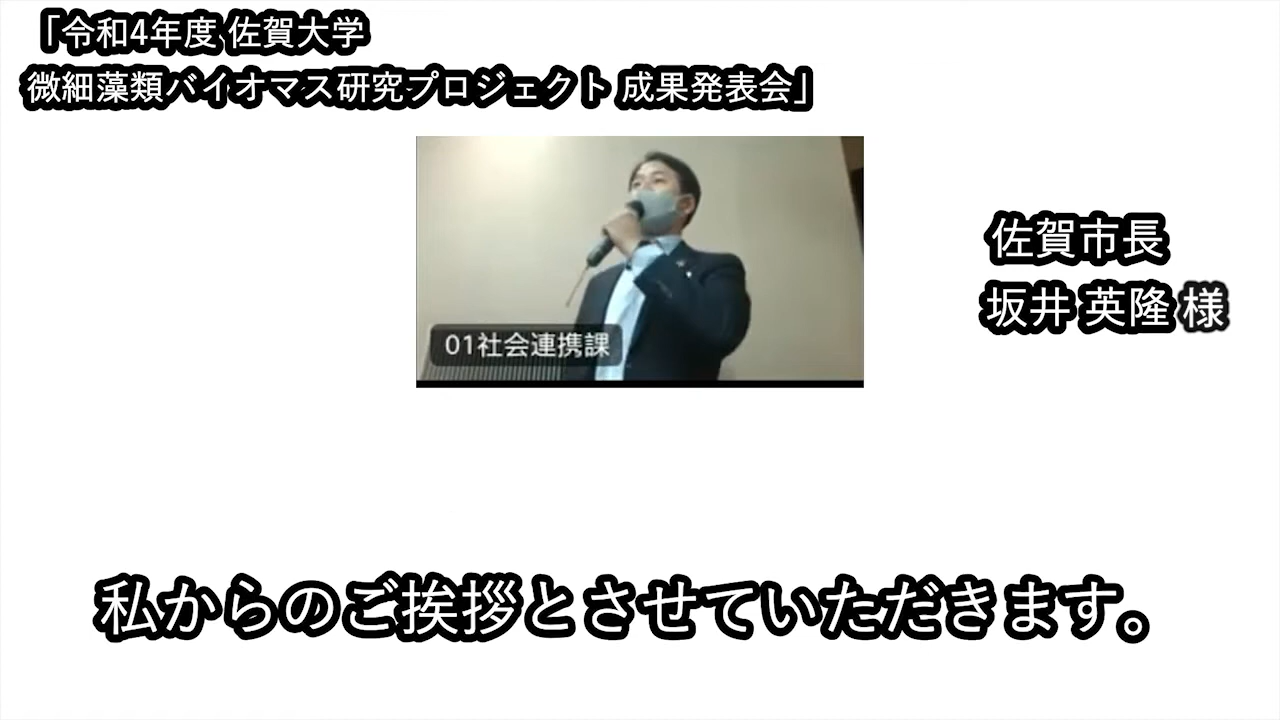 「令和4年度 佐賀大学
微細藻類バイオマス研究プロジェクト 成果発表会」
佐賀市長
坂井 英隆 様
01社会連携課
私からのご挨拶とさせていただきます。